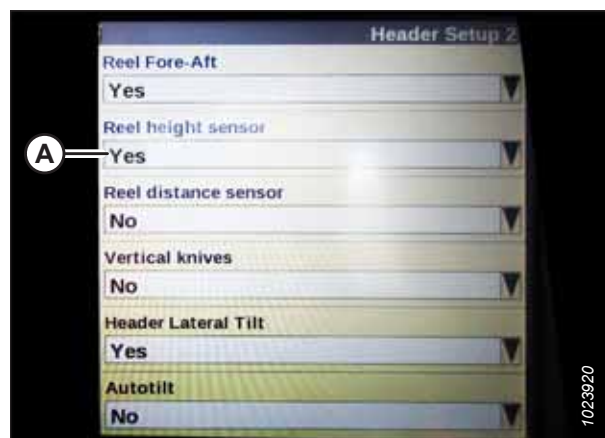 Header Setup 2
Reel Fore-Aft
Yes
Reel height sensor
A
Yes
Reel distance sensor
No
Vertical knives
No
Header Lateral Tilt
Yes
Autotilt
No
1023920